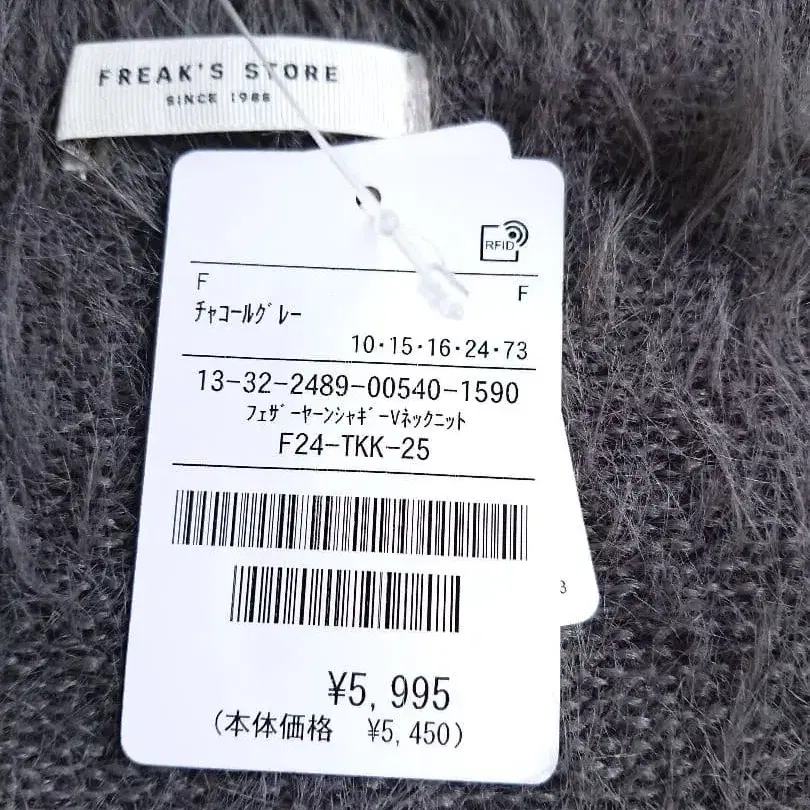 FREAK'S STORE
SINCE 1986
RFID
F F
ﾁｬｺｰﾙｸﾞﾚｰ
10・15・16・24・73
13-32-2489-00540-1590
ﾌｪｻﾞｰﾔｰﾝｼｬｷﾞｰVﾈｯｸﾆｯﾄ
F24-TKK-25
¥5,995
(本体価格 ¥5,450)